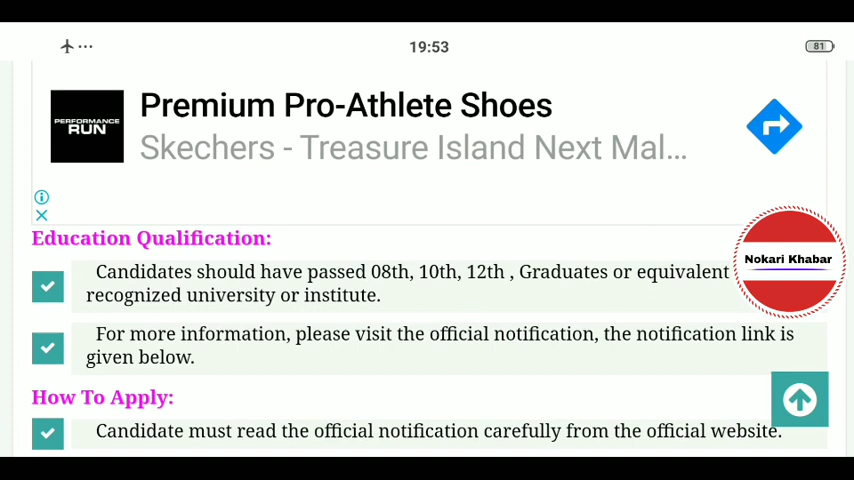 19:53
81
PERFORMANCE
RUN
Premium Pro-Athlete Shoes
Skechers - Treasure Island Next Mal...
Education Qualification:
Nokari Khabar
Candidates should have passed 08th, 10th, 12th , Graduates or equivalent
recognized university or institute.
For more information, please visit the official notification, the notification link is
given below.
How To Apply:
Candidate must read the official notification carefully from the official website.